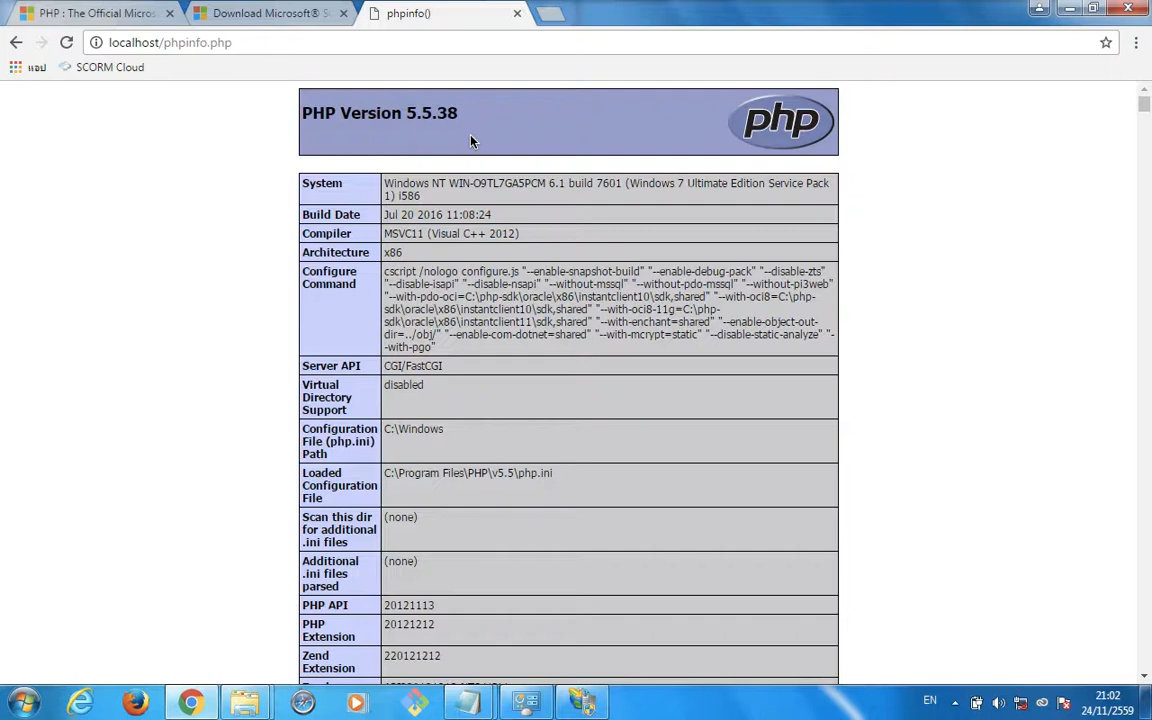 PHP : The Official Micros
Download Microsoft® S
phpinfo()
localhost/phpinfo.php
แอป
SCORM Cloud
PHP Version 5.5.38
php
System
Windows NT WIN-O9TL7GA5PCM 6.1 build 7601 (Windows 7 Ultimate Edition Service Pack
1) i586
Build Date
Jul 20 2016 11:08:24
Compiler
MSVC11 (Visual C++ 2012)
Architecture
x86
Configure
Command
cscript /nologo configure.js "--enable-snapshot-build" "--enable-debug-pack" "--disable-zts"
"--disable-isapi" "--disable-nsapi" "--without-mssql" "--without-pdo-mssql" "--without-pi3web"
"--with-pdo-oci=C:\php-sdk\oracle\x86\instantclient10\sdk,shared" "--with-oci8=C:\php-
sdk\oracle\x86\instantclient10\sdk,shared" "--with-oci8-11g=C:\php-
sdk\oracle\x86\instantclient11\sdk,shared" "--with-enchant=shared" "--enable-object-out-
dir=../obj/" "--enable-com-dotnet=shared" "--with-mcrypt=static" "--disable-static-analyze" "-
-with-pgo"
Server API
CGI/FastCGI
Virtual
Directory
Support
disabled
Configuration
File (php.ini)
Path
C:\Windows
Loaded
Configuration
File
C:\Program Files\PHP\v5.5\php.ini
Scan this dir
for additional
.ini files
(none)
Additional
.ini files
parsed
(none)
PHP API
20121113
PHP
Extension
20121212
Zend
Extension
220121212
EN
21:02
24/11/2559